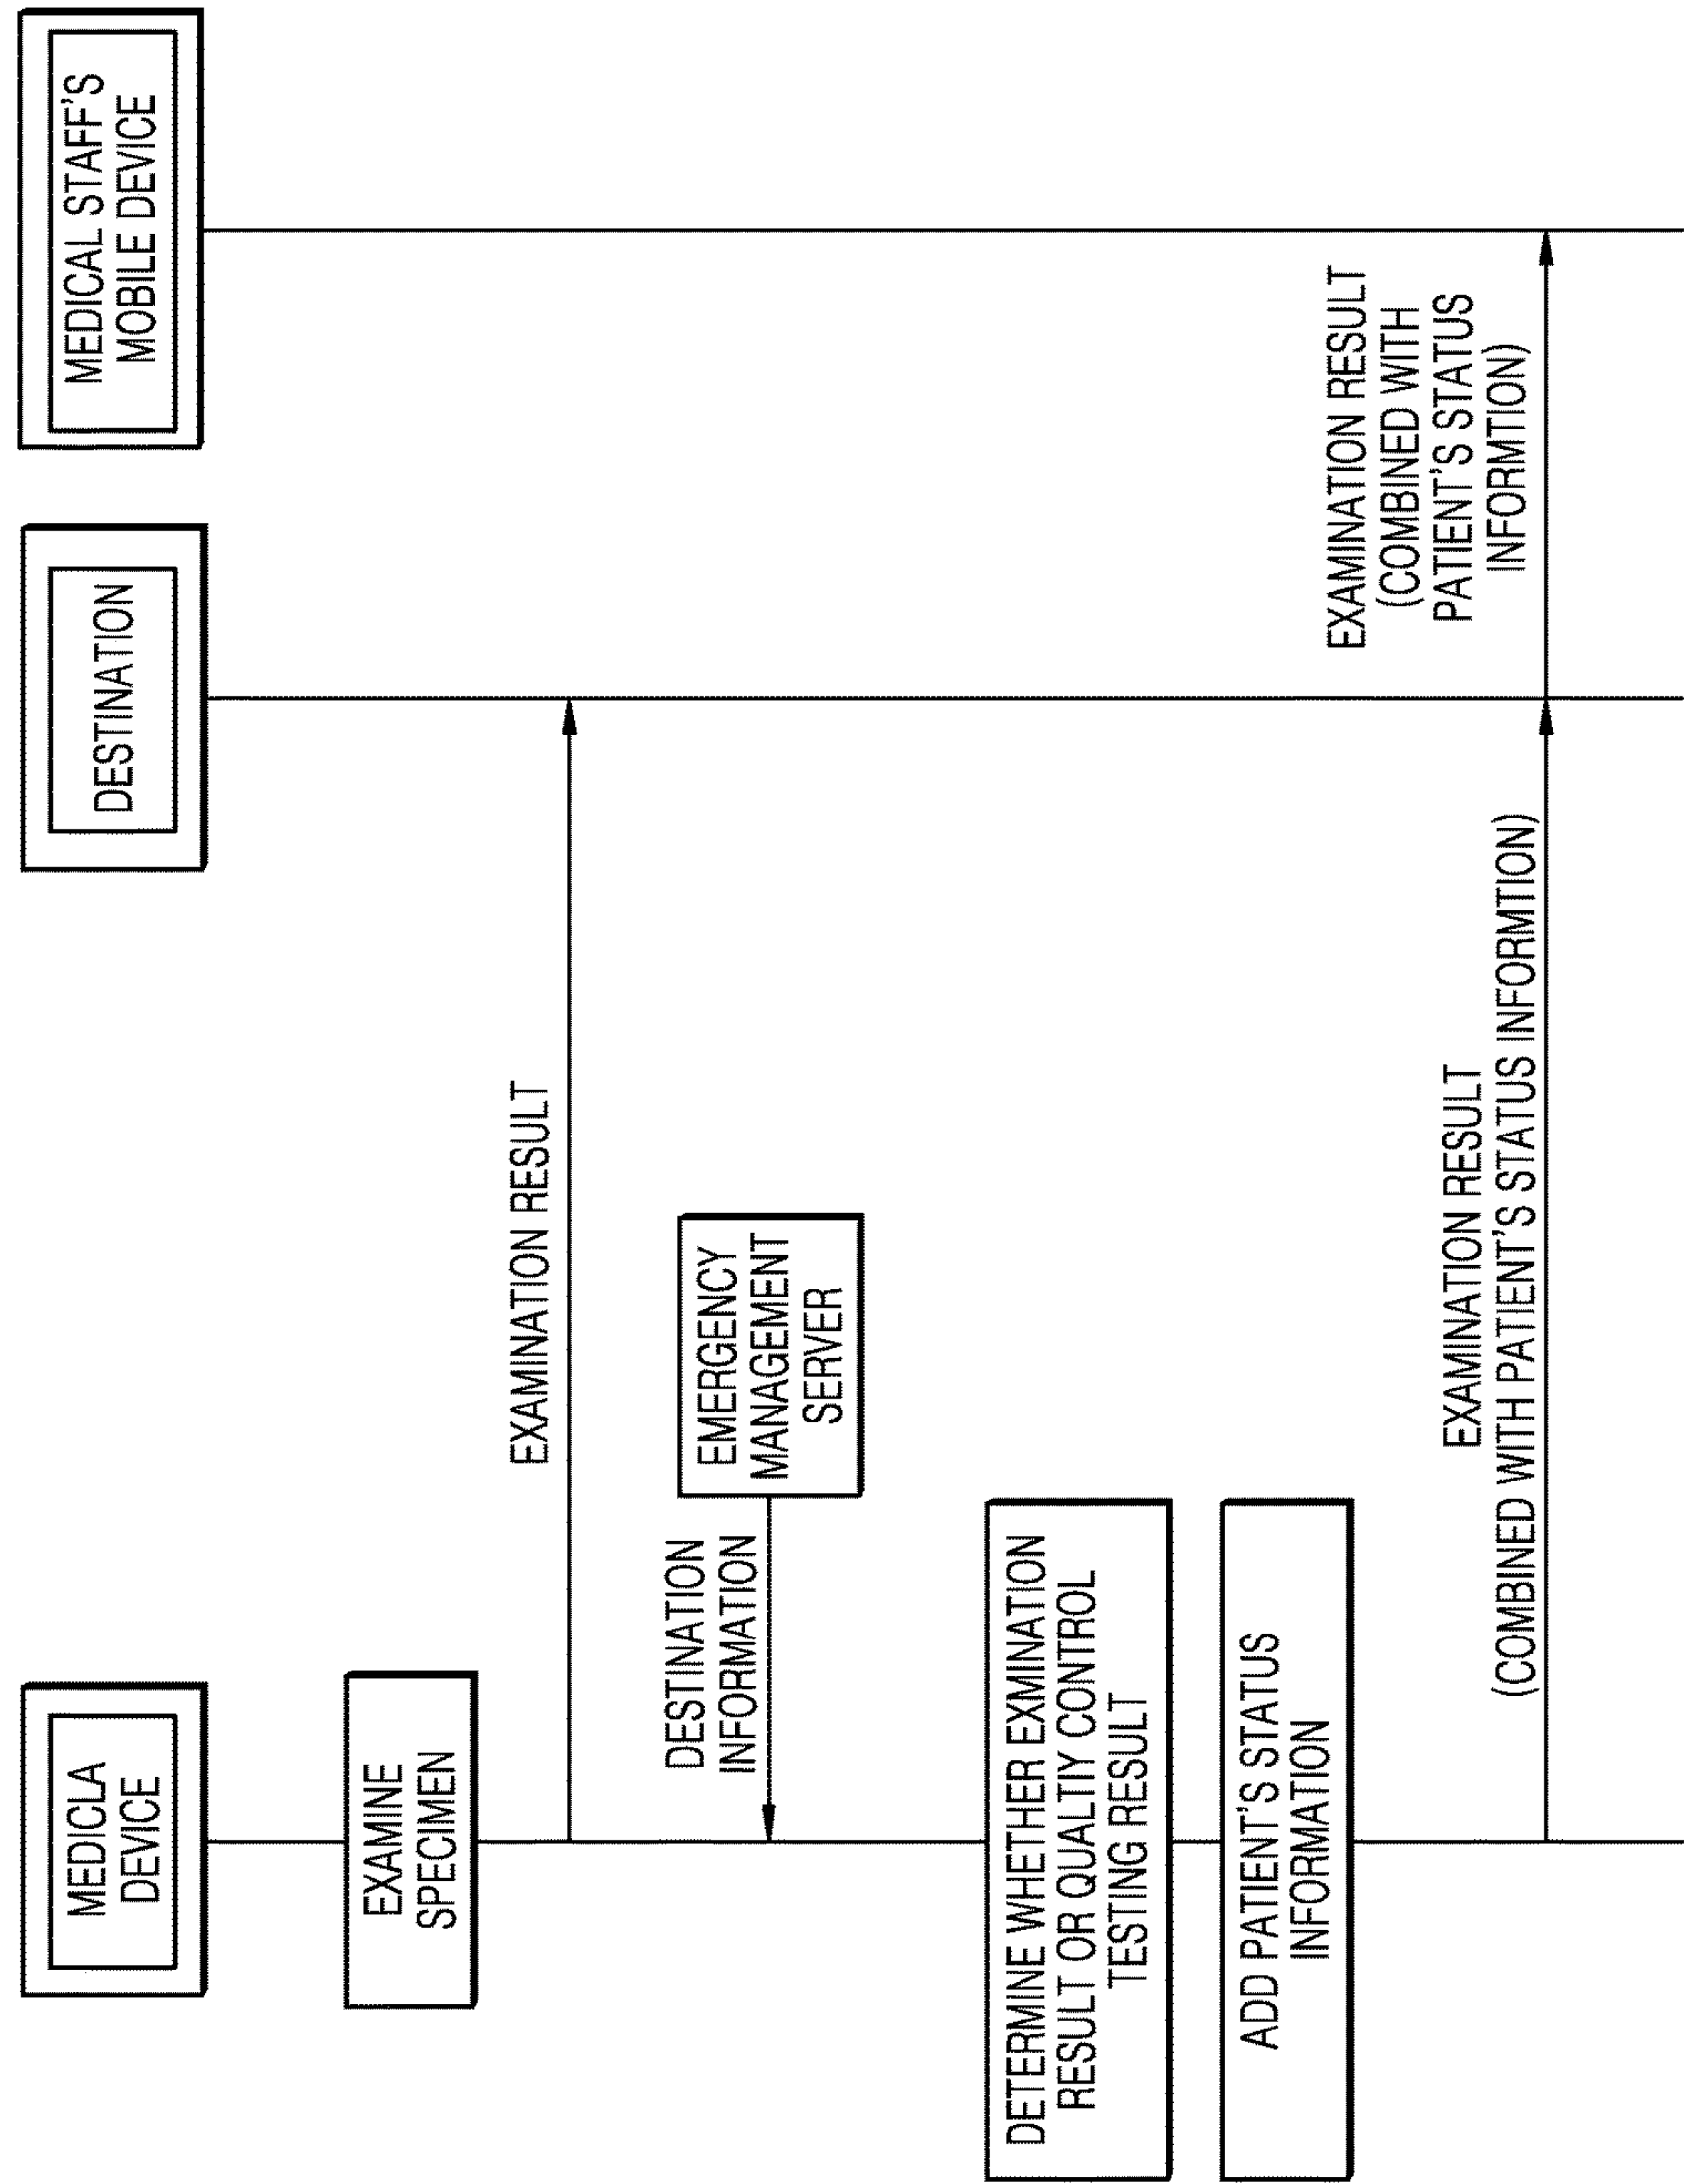 MEDICLA
DEVICE
DESTINATION
MEDICAL STAFF'S
MOBILE DEVICE
EXAMINE
SPECIMEN
EXAMINATION RESULT
DESTINATION
INFORMATION
EMERGENCY
MANAGEMENT
SERVER
DETERMINE WHETHER EXMINATION
RESULT OR QUALTIY CONTROL
TESTING RESULT
ADD PATIENT'S STATUS
INFORMATION
EXAMINATION RESULT
(COMBINED WITH PATIENT'S STATUS INFORMTION)
EXAMINATION RESULT
(COMBINED WITH
PATIENT'S STATUS
INFORMTION)